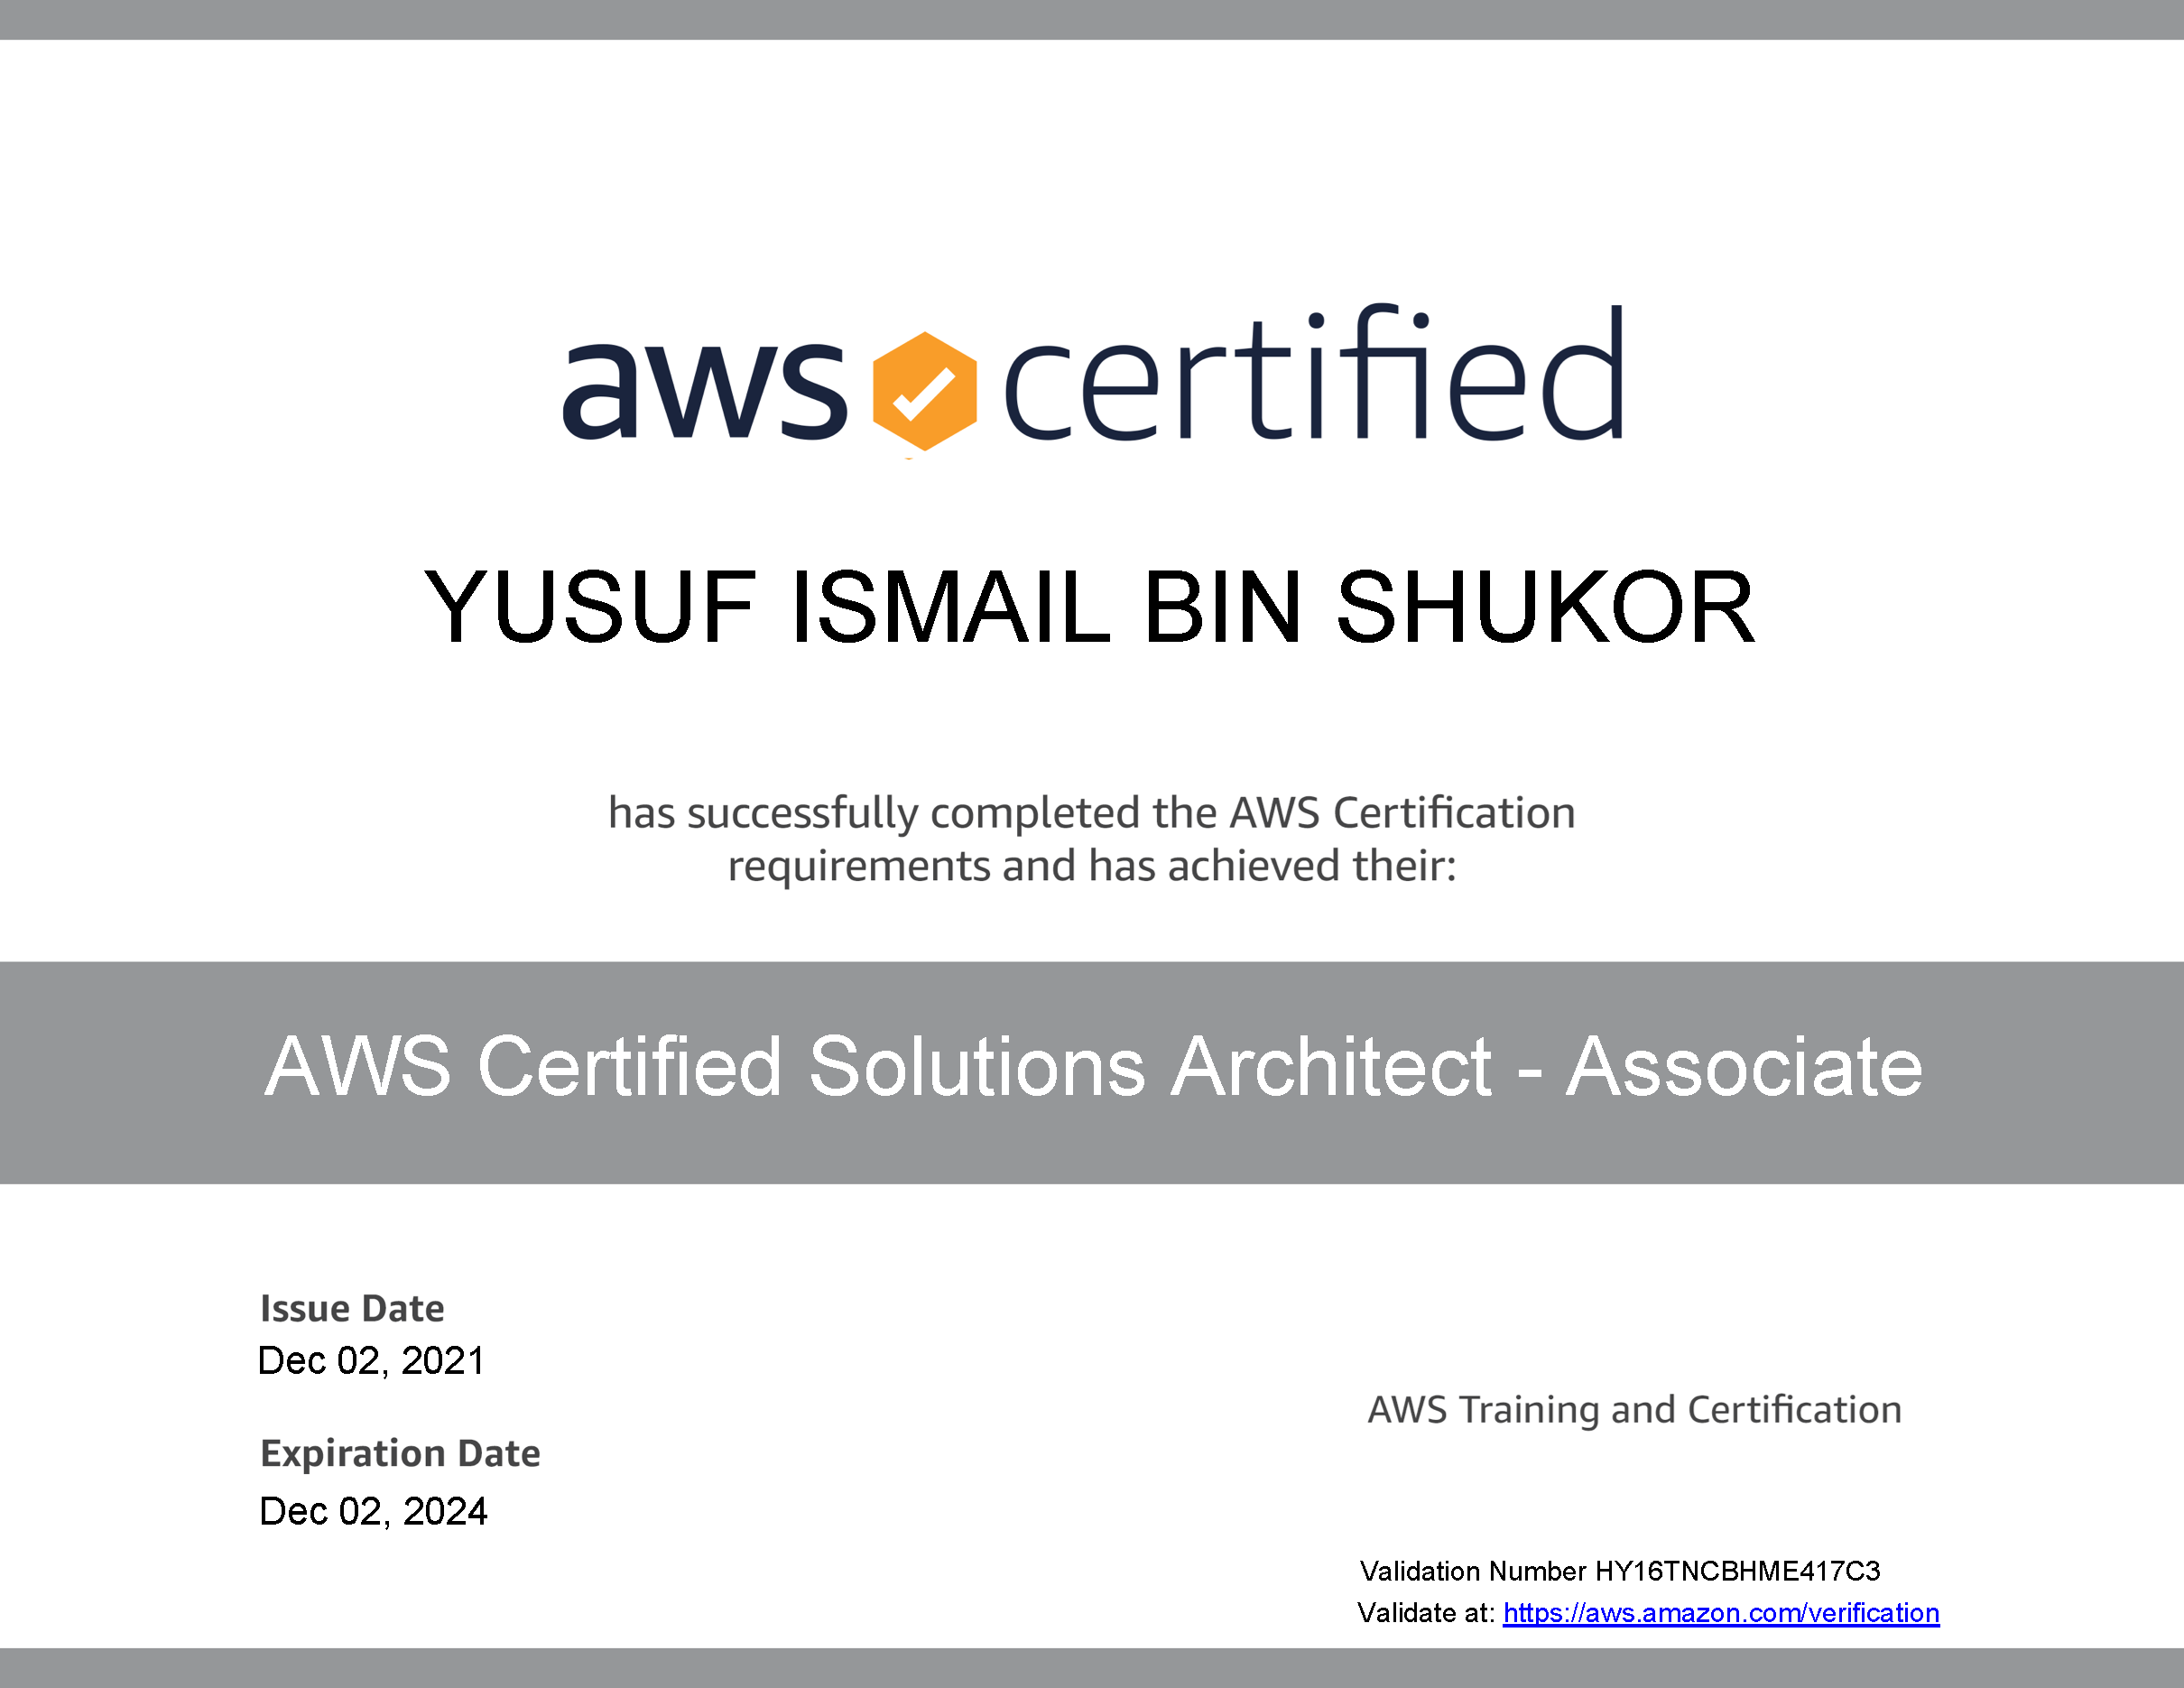 aws certified
YUSUF ISMAIL BIN SHUKOR
has successfully completed the AWS Certification
requirements and has achieved their:
AWS Certified Solutions Architect - Associate
Issue Date
Dec 02, 2021
Expiration Date
Dec 02, 2024
AWS Training and Certification
Validation Number HY16TNCBHME417C3
Validate at: https://aws.amazon.com/verification